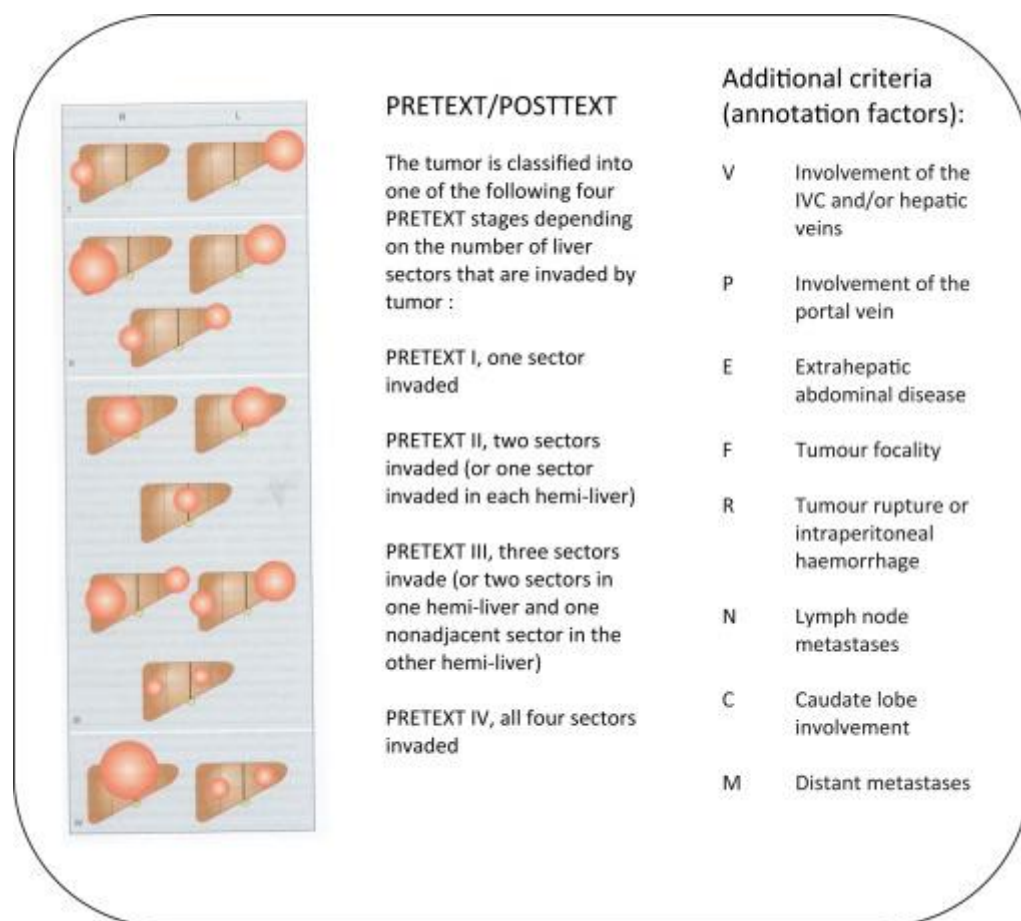 R L
I
PRETEXT/POSTTEXT
The tumor is classified into
one of the following four
PRETEXT stages depending
on the number of liver
sectors that are invaded by
tumor :
PRETEXT I, one sector
invaded
PRETEXT II, two sectors
invaded (or one sector
invaded in each hemi-liver)
PRETEXT III, three sectors
invade (or two sectors in
one hemi-liver and one
nonadjacent sector in the
other hemi-liver)
PRETEXT IV, all four sectors
invaded
Additional criteria
(annotation factors):
V Involvement of the
IVC and/or hepatic
veins
P Involvement of the
portal vein
E Extrahepatic
abdominal disease
F Tumour focality
R Tumour rupture or
intraperitoneal
haemorrhage
N Lymph node
metastases
C Caudate lobe
involvement
M Distant metastases